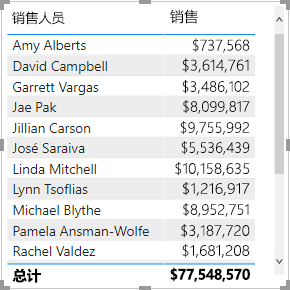 销售人员 销售
Amy Alberts $737,568
David Campbell $3,614,761
Garrett Vargas $3,486,102
Jae Pak $8,099,817
Jillian Carson $9,755,992
José Saraiva $5,536,439
Linda Mitchell $10,158,635
Lynn Tsoflias $1,216,917
Michael Blythe $8,952,751
Pamela Ansman-Wolfe $3,187,720
Rachel Valdez $1,681,208
总计 $77,548,570